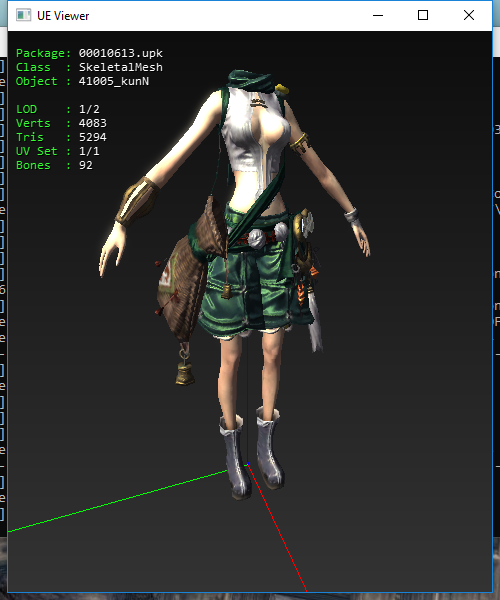 UE Viewer
Package: 00010613.upk
Class : SkeletalMesh
Object : 41005_kunN
LOD : 1/2
Verts : 4083
Tris : 5294
UV Set : 1/1
Bones : 92